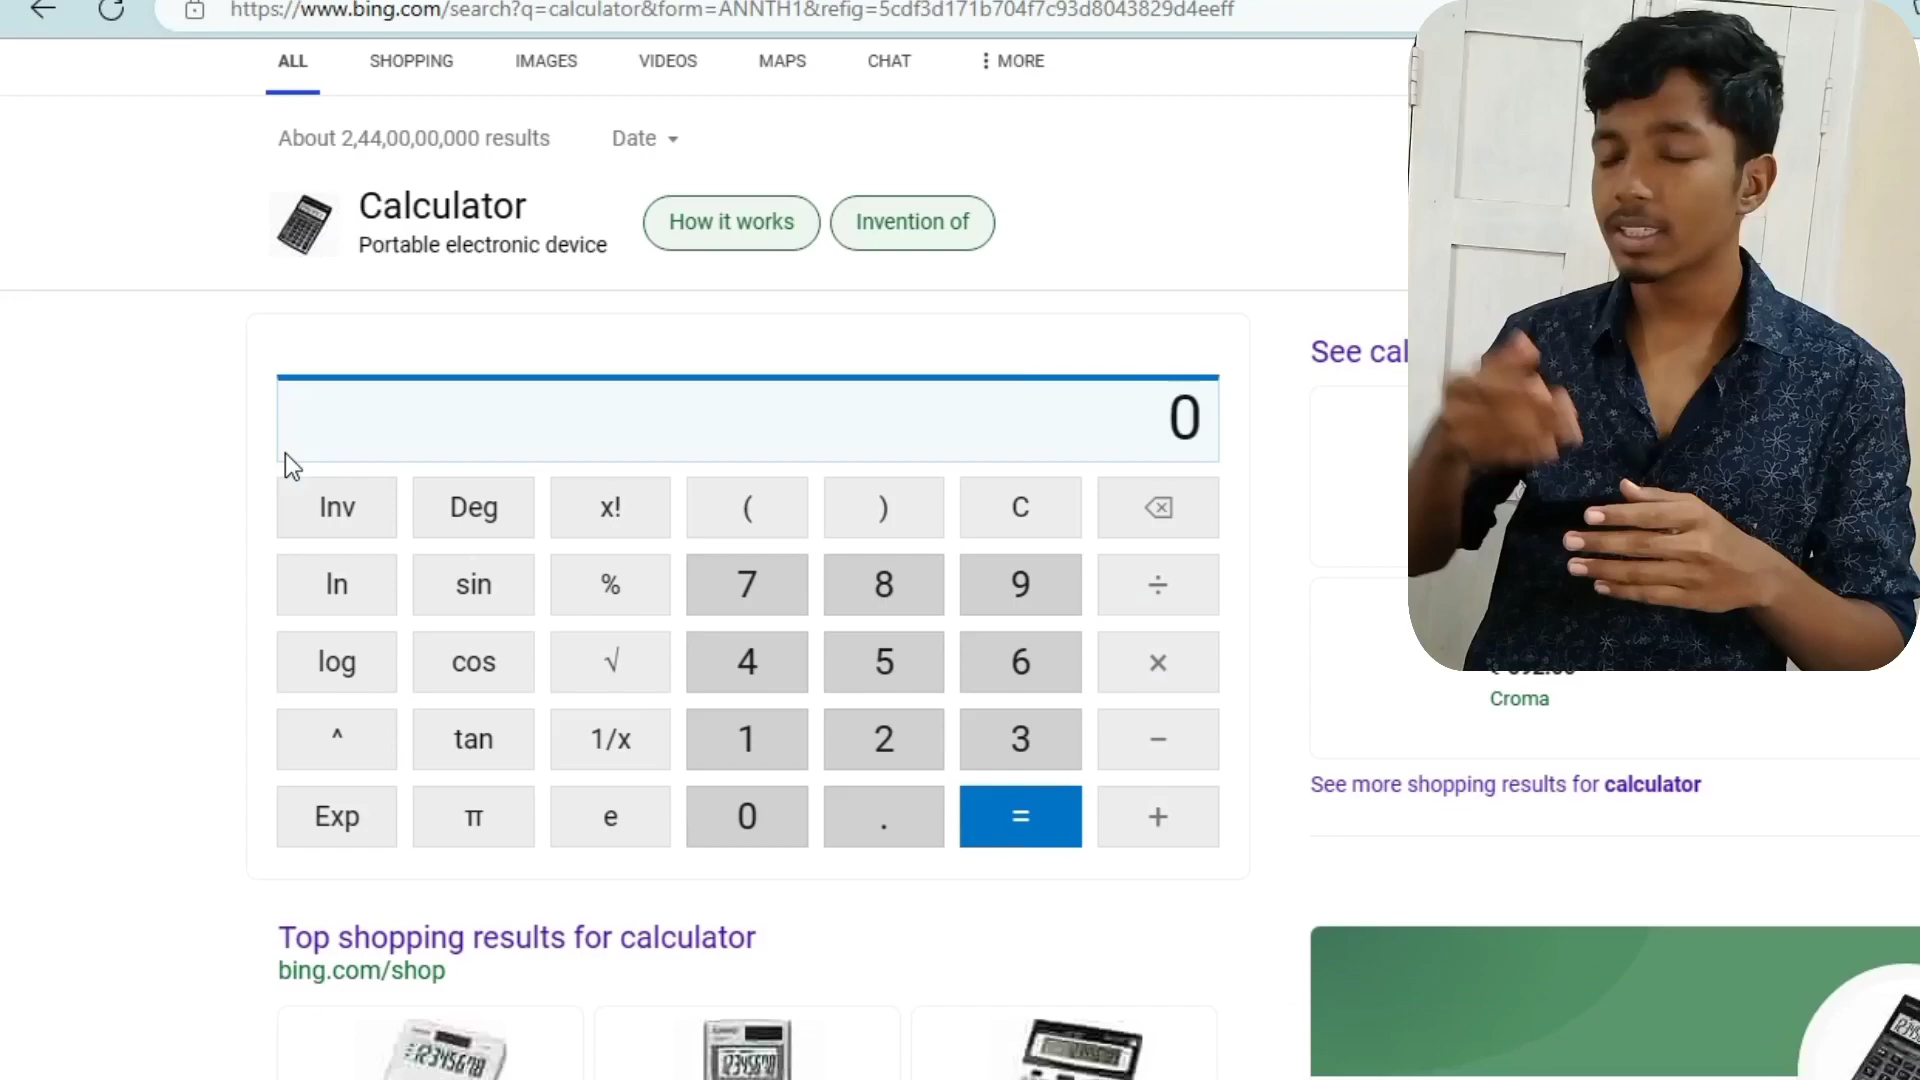 https://www.bing.com/search?q=calculator&form=ANNTH1&refig=5cdf3d171b704f7c93d8043829d4eeff
ALL SHOPPING IMAGES VIDEOS MAPS CHAT MORE
About 2,44,00,00,000 results Date
Calculator
Portable electronic device
How it works
Invention of
See cal
0
Inv Deg x! ( ) C
ln sin % 7 8 9 ÷
log cos √ 4 5 6 ×
^ tan 1/x 1 2 3 −
Exp π e 0 . = +
Croma
See more shopping results for calculator
Top shopping results for calculator
bing.com/shop
12345678
12345678